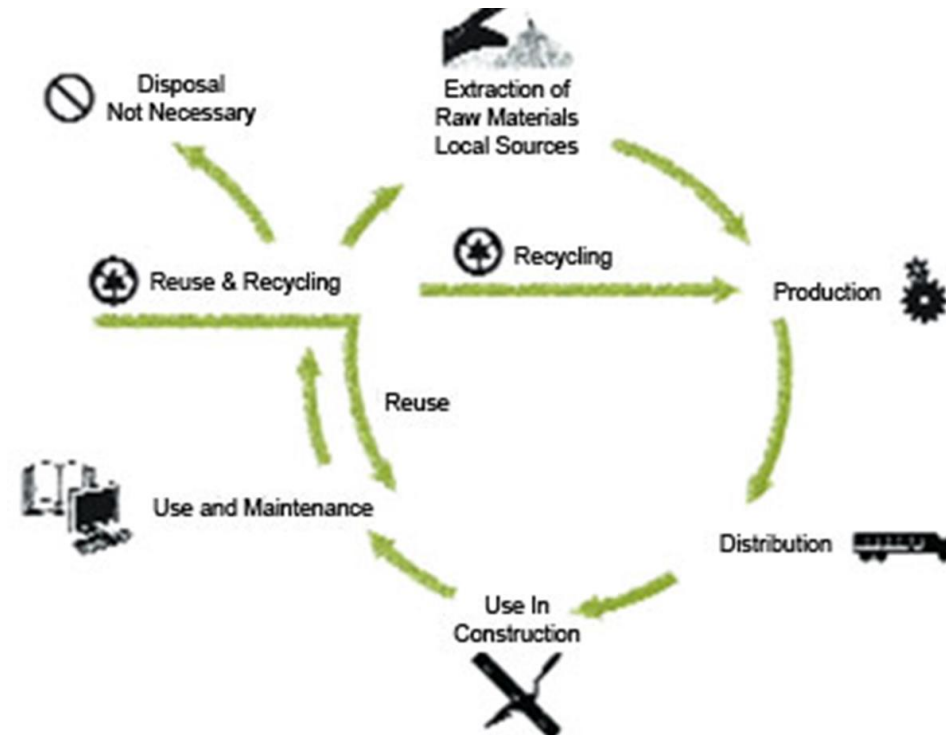 Extraction of
Raw Materials
Local Sources
Disposal
Not Necessary
Recycling
Reuse & Recycling
Production
Reuse
Use and Maintenance
Distribution
Use In
Construction